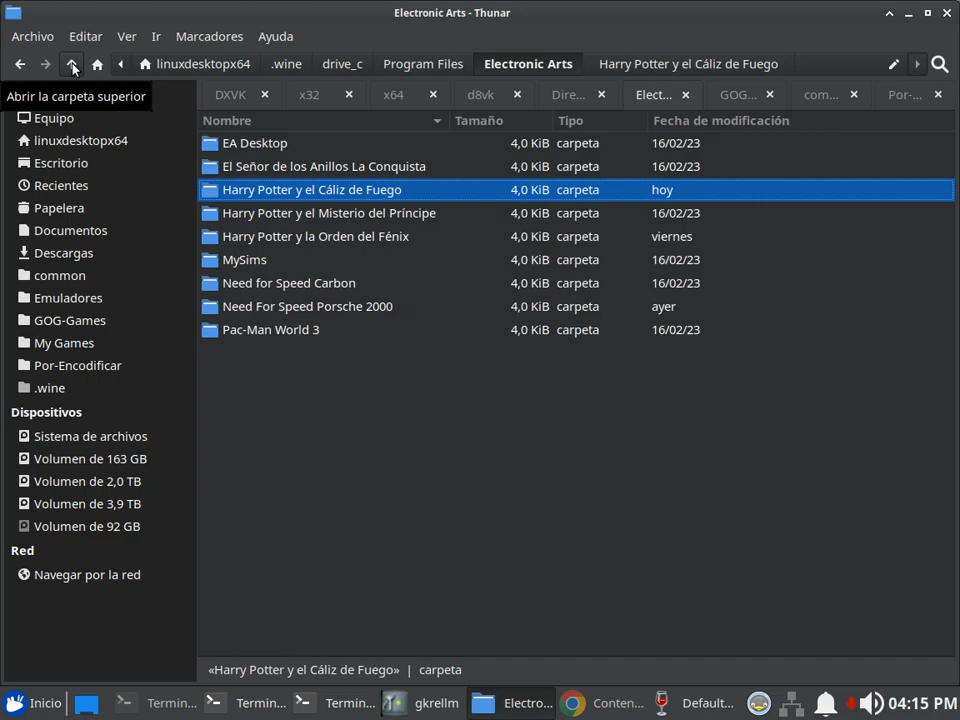 Electronic Arts - Thunar
Archivo Editar Ver Ir Marcadores Ayuda
linuxdesktopx64 .wine drive_c Program Files Electronic Arts Harry Potter y el Cáliz de Fuego
Abrir la carpeta superior
DXVK x32 x64 d8vk Dire... Elect... GOG... com... Por-...
Nombre Tamaño Tipo Fecha de modificación
EA Desktop 4,0 KiB carpeta 16/02/23
El Señor de los Anillos La Conquista 4,0 KiB carpeta 16/02/23
Harry Potter y el Cáliz de Fuego 4,0 KiB carpeta hoy
Harry Potter y el Misterio del Príncipe 4,0 KiB carpeta 16/02/23
Harry Potter y la Orden del Fénix 4,0 KiB carpeta viernes
MySims 4,0 KiB carpeta 16/02/23
Need for Speed Carbon 4,0 KiB carpeta 16/02/23
Need For Speed Porsche 2000 4,0 KiB carpeta ayer
Pac-Man World 3 4,0 KiB carpeta 16/02/23
Equipo
linuxdesktopx64
Escritorio
Recientes
Papelera
Documentos
Descargas
common
Emuladores
GOG-Games
My Games
Por-Encodificar
.wine
Dispositivos
Sistema de archivos
Volumen de 163 GB
Volumen de 2,0 TB
Volumen de 3,9 TB
Volumen de 92 GB
Red
Navegar por la red
«Harry Potter y el Cáliz de Fuego» | carpeta
Inicio Termin... Termin... Termin... gkrellm Electro... Conten... Default... 04:15 PM